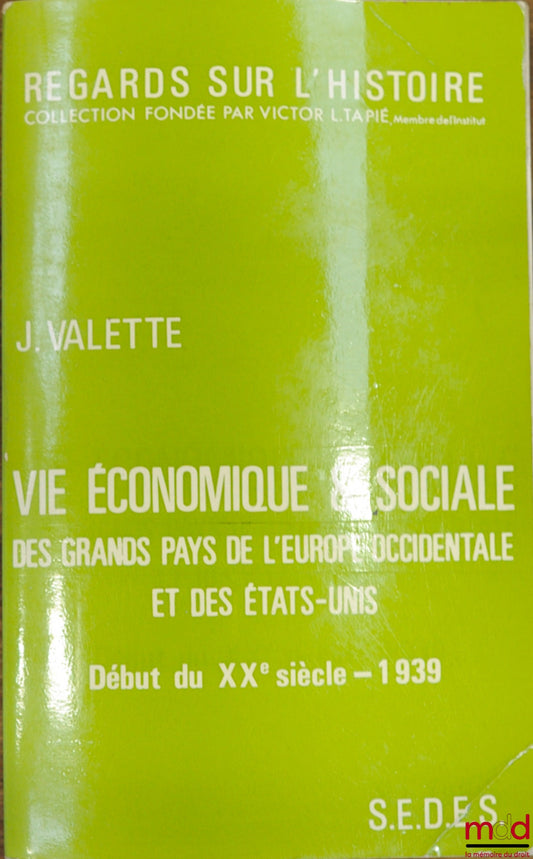 REGARDS SUR L'HISTOIRE
COLLECTION FONDÉE PAR VICTOR L.TAPIÉ, Membre de l'Institut
J. VALETTE
VIE ÉCONOMIQUE & SOCIALE
DES GRANDS PAYS DE L'EUROPE OCCIDENTALE
ET DES ÉTATS-UNIS
Début du XXe siècle – 1939
S.E.D.E.S.
mdd
la mémoire du droit